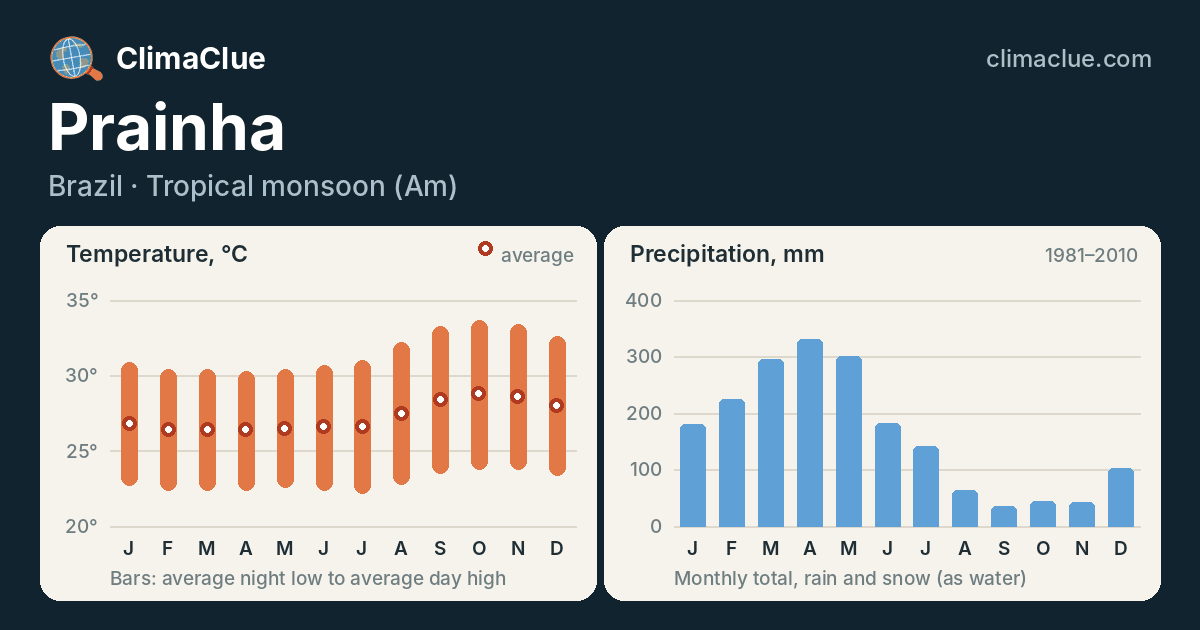 ClimaClue
climaclue.com
Prainha
Brazil · Tropical monsoon (Am)
Temperature, °C
average
35°
30°
25°
20°
J F M A M J J A S O N D
Bars: average night low to average day high
Precipitation, mm
1981–2010
400
300
200
100
0
J F M A M J J A S O N D
Monthly total, rain and snow (as water)